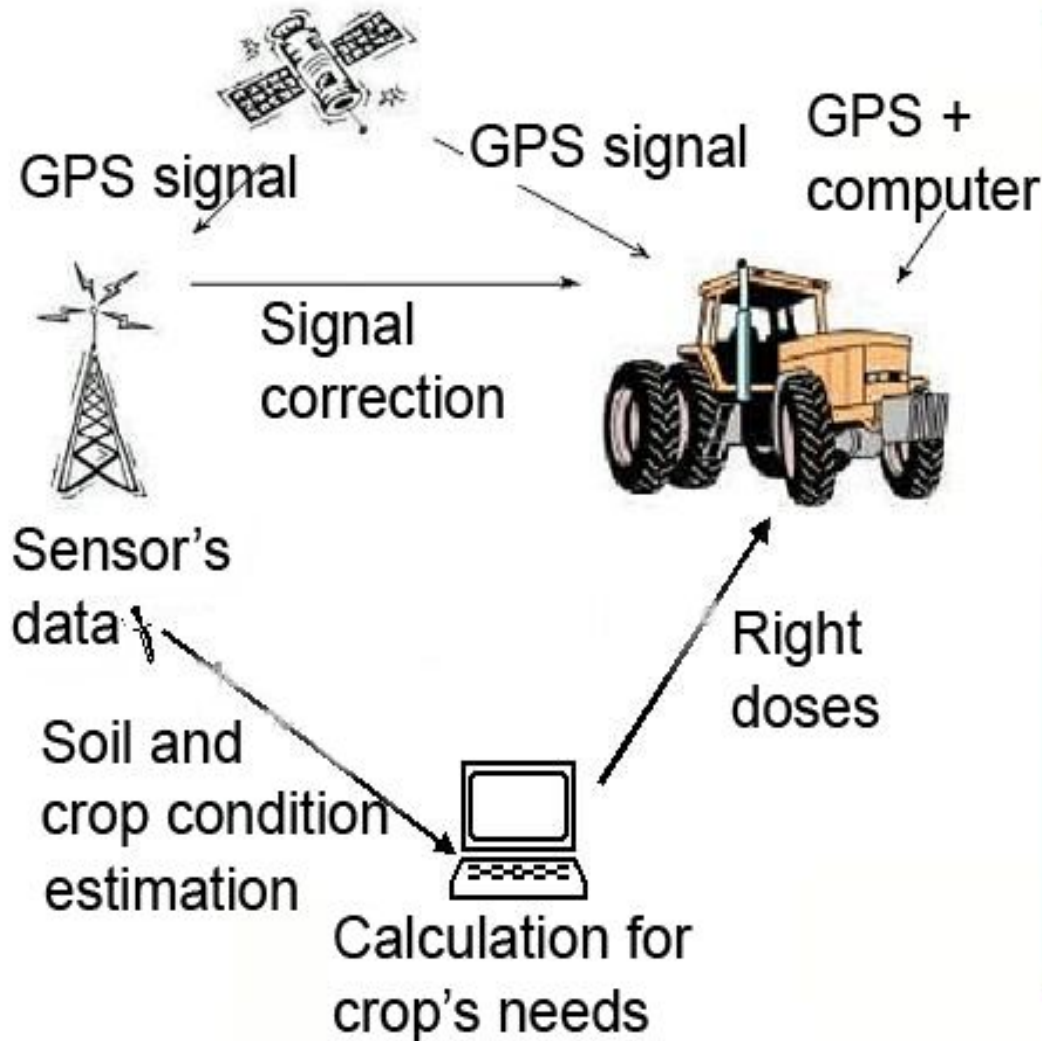 GPS signal
GPS signal
GPS +
computer
Signal
correction
Sensor’s
data
Right
doses
Soil and
crop condition
estimation
Calculation for
crop’s needs